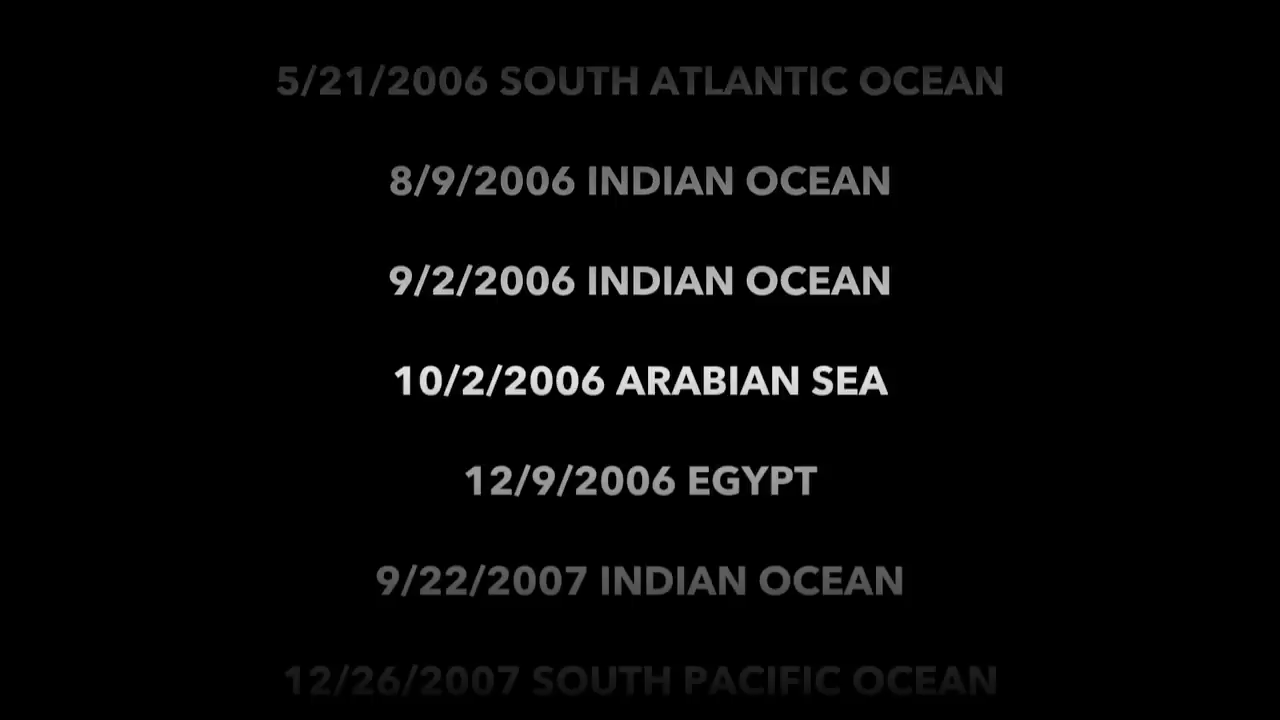 5/21/2006 SOUTH ATLANTIC OCEAN
8/9/2006 INDIAN OCEAN
9/2/2006 INDIAN OCEAN
10/2/2006 ARABIAN SEA
12/9/2006 EGYPT
9/22/2007 INDIAN OCEAN
12/26/2007 SOUTH PACIFIC OCEAN